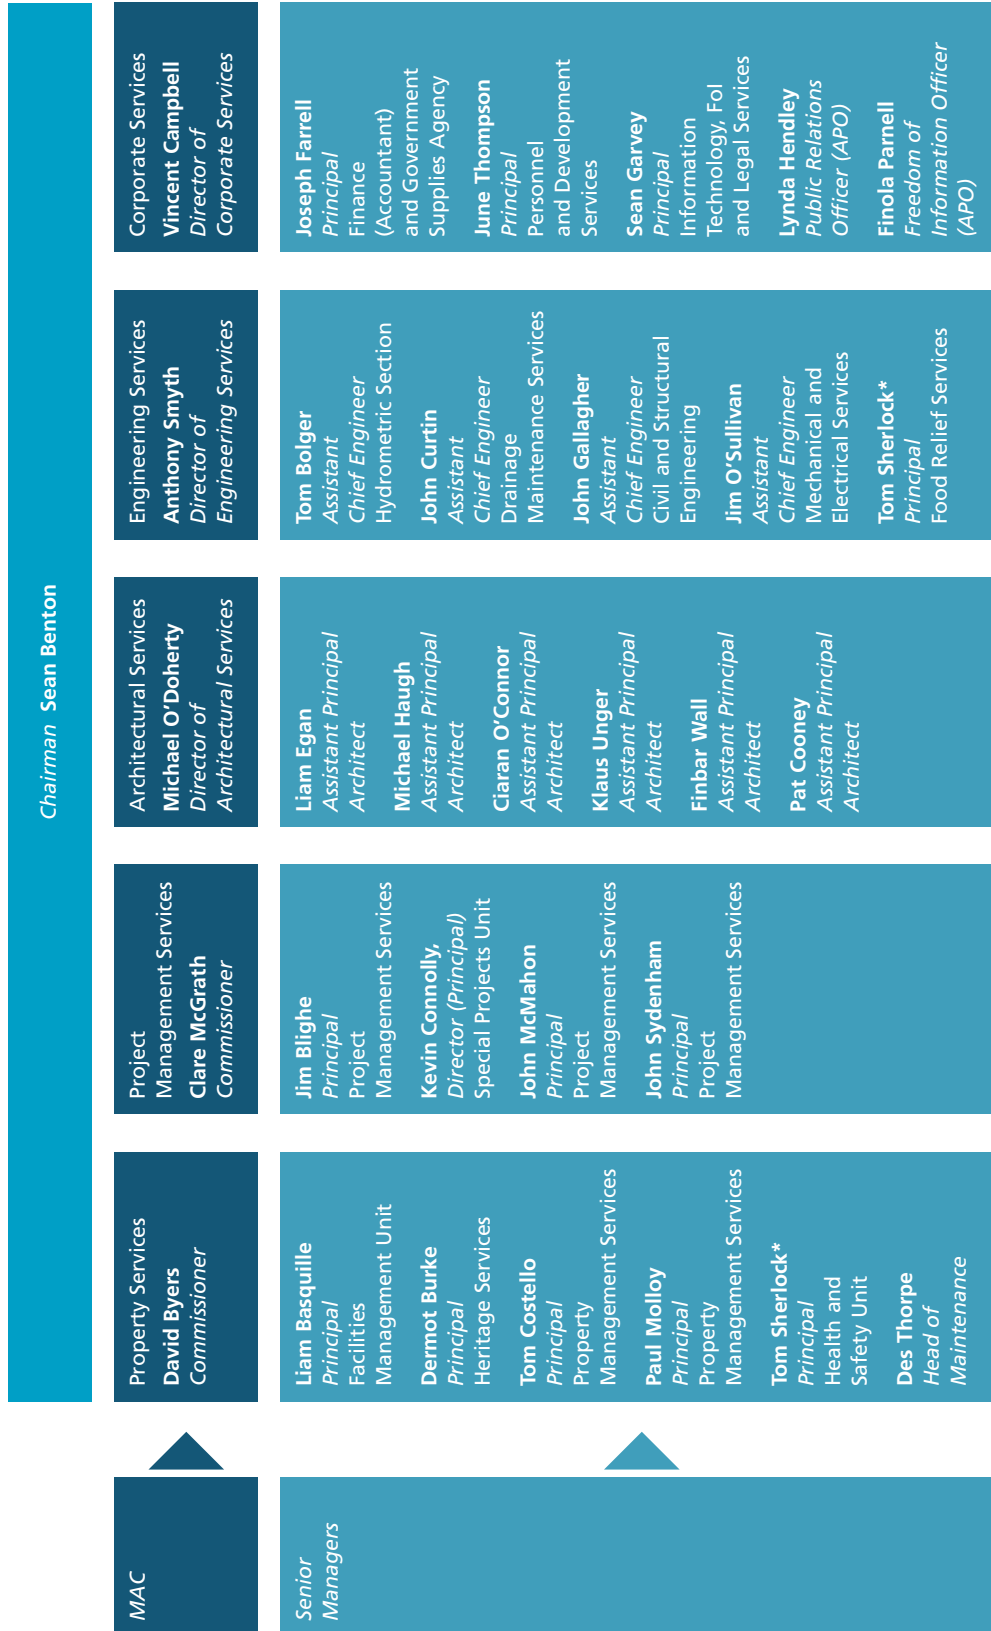 Chairman Sean Benton
MAC
Property Services
David Byers
Commissioner
Project
Management Services
Clare McGrath
Commissioner
Architectural Services
Michael O'Doherty
Director of
Architectural Services
Engineering Services
Anthony Smyth
Director of
Engineering Services
Corporate Services
Vincent Campbell
Director of
Corporate Services
Senior
Managers
Liam Basquille
Principal
Facilities
Management Unit
Dermot Burke
Principal
Heritage Services
Tom Costello
Principal
Property
Management Services
Paul Molloy
Principal
Property
Management Services
Tom Sherlock*
Principal
Health and
Safety Unit
Des Thorpe
Head of
Maintenance
Jim Blighe
Principal
Project
Management Services
Kevin Connolly,
Director (Principal)
Special Projects Unit
John McMahon
Principal
Project
Management Services
John Sydenham
Principal
Project
Management Services
Liam Egan
Assistant Principal
Architect
Michael Haugh
Assistant Principal
Architect
Ciaran O'Connor
Assistant Principal
Architect
Klaus Unger
Assistant Principal
Architect
Finbar Wall
Assistant Principal
Architect
Pat Cooney
Assistant Principal
Architect
Tom Bolger
Assistant
Chief Engineer
Hydrometric Section
John Curtin
Assistant
Chief Engineer
Drainage
Maintenance Services
John Gallagher
Assistant
Chief Engineer
Civil and Structural
Engineering
Jim O'Sullivan
Assistant
Chief Engineer
Mechanical and
Electrical Services
Tom Sherlock*
Principal
Food Relief Services
Joseph Farrell
Principal
Finance
(Accountant)
and Government
Supplies Agency
June Thompson
Principal
Personnel
and Development
Services
Sean Garvey
Principal
Information
Technology, FoI
and Legal Services
Lynda Hendley
Public Relations
Officer (APO)
Finola Parnell
Freedom of
Information Officer
(APO)